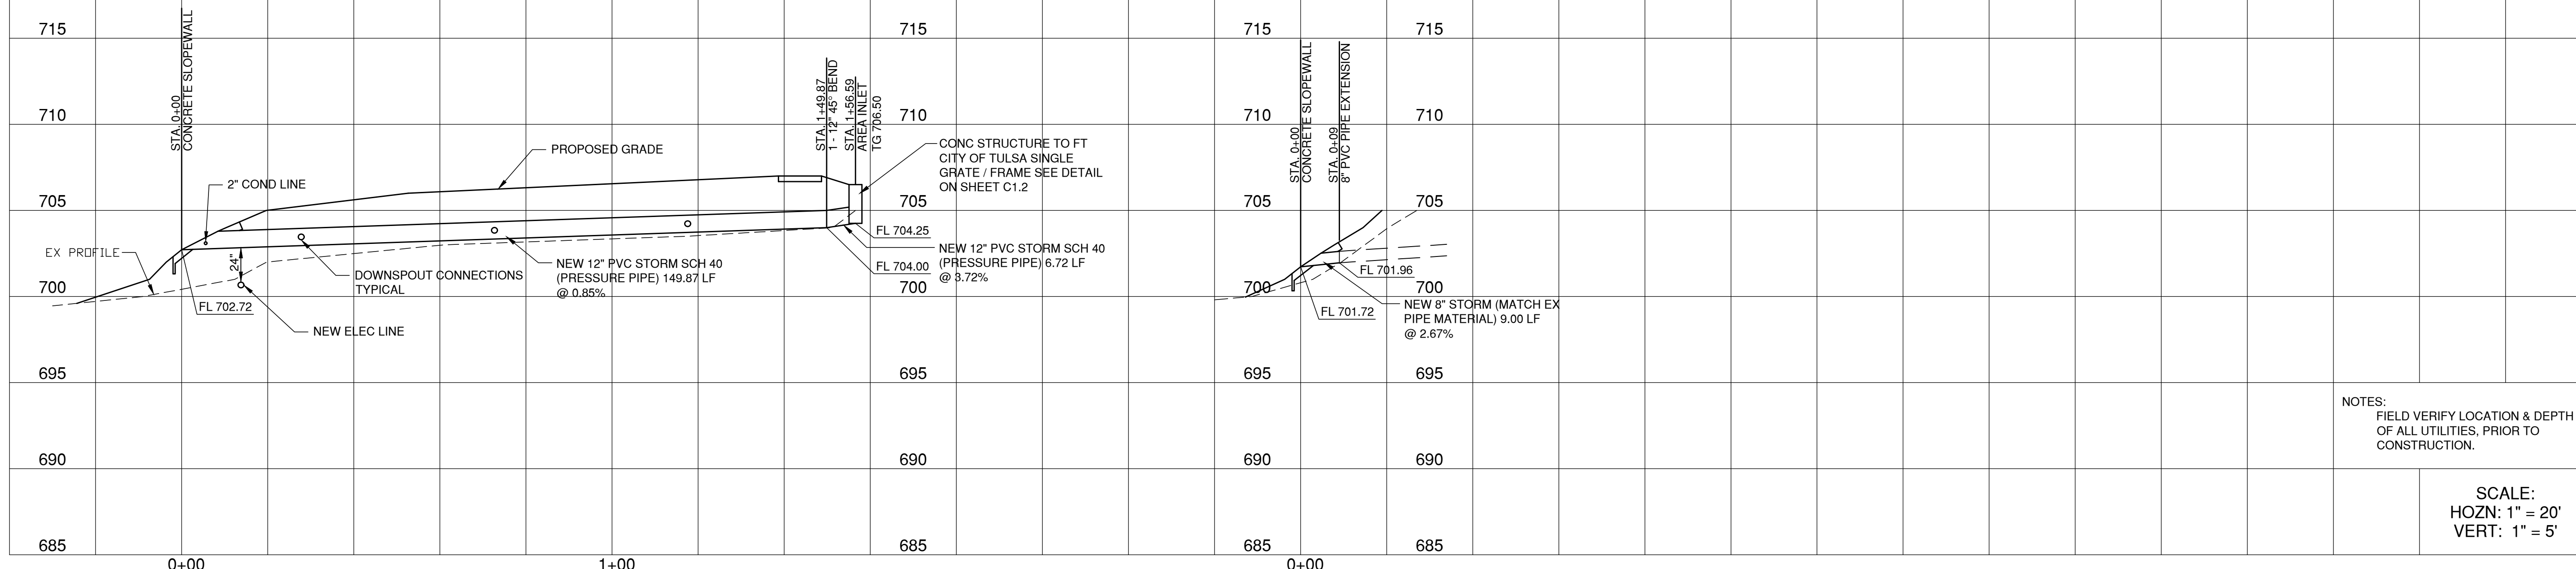 715
715
715
715
710
710
710
710
705
705
705
705
700
700
700
700
695
695
695
695
690
690
690
690
685
685
685
685
0+00
1+00
0+00
STA. 0+00
CONCRETE SLOPEWALL
2" COND LINE
EX PROFILE
24"
FL 702.72
NEW ELEC LINE
DOWNSPOUT CONNECTIONS
TYPICAL
PROPOSED GRADE
NEW 12" PVC STORM SCH 40
(PRESSURE PIPE) 149.87 LF
@ 0.85%
STA. 1+49.87
1 - 12" 45° BEND
STA. 1+56.59
AREA INLET
TG 706.50
CONC STRUCTURE TO FT
CITY OF TULSA SINGLE
GRATE / FRAME SEE DETAIL
ON SHEET C1.2
FL 704.25
FL 704.00
NEW 12" PVC STORM SCH 40
(PRESSURE PIPE) 6.72 LF
@ 3.72%
STA. 0+00
CONCRETE SLOPEWALL
STA. 0+09
8" PVC PIPE EXTENSION
FL 701.96
FL 701.72
NEW 8" STORM (MATCH EX
PIPE MATERIAL) 9.00 LF
@ 2.67%
NOTES:
FIELD VERIFY LOCATION & DEPTH
OF ALL UTILITIES, PRIOR TO
CONSTRUCTION.
SCALE:
HOZN: 1" = 20'
VERT: 1" = 5'